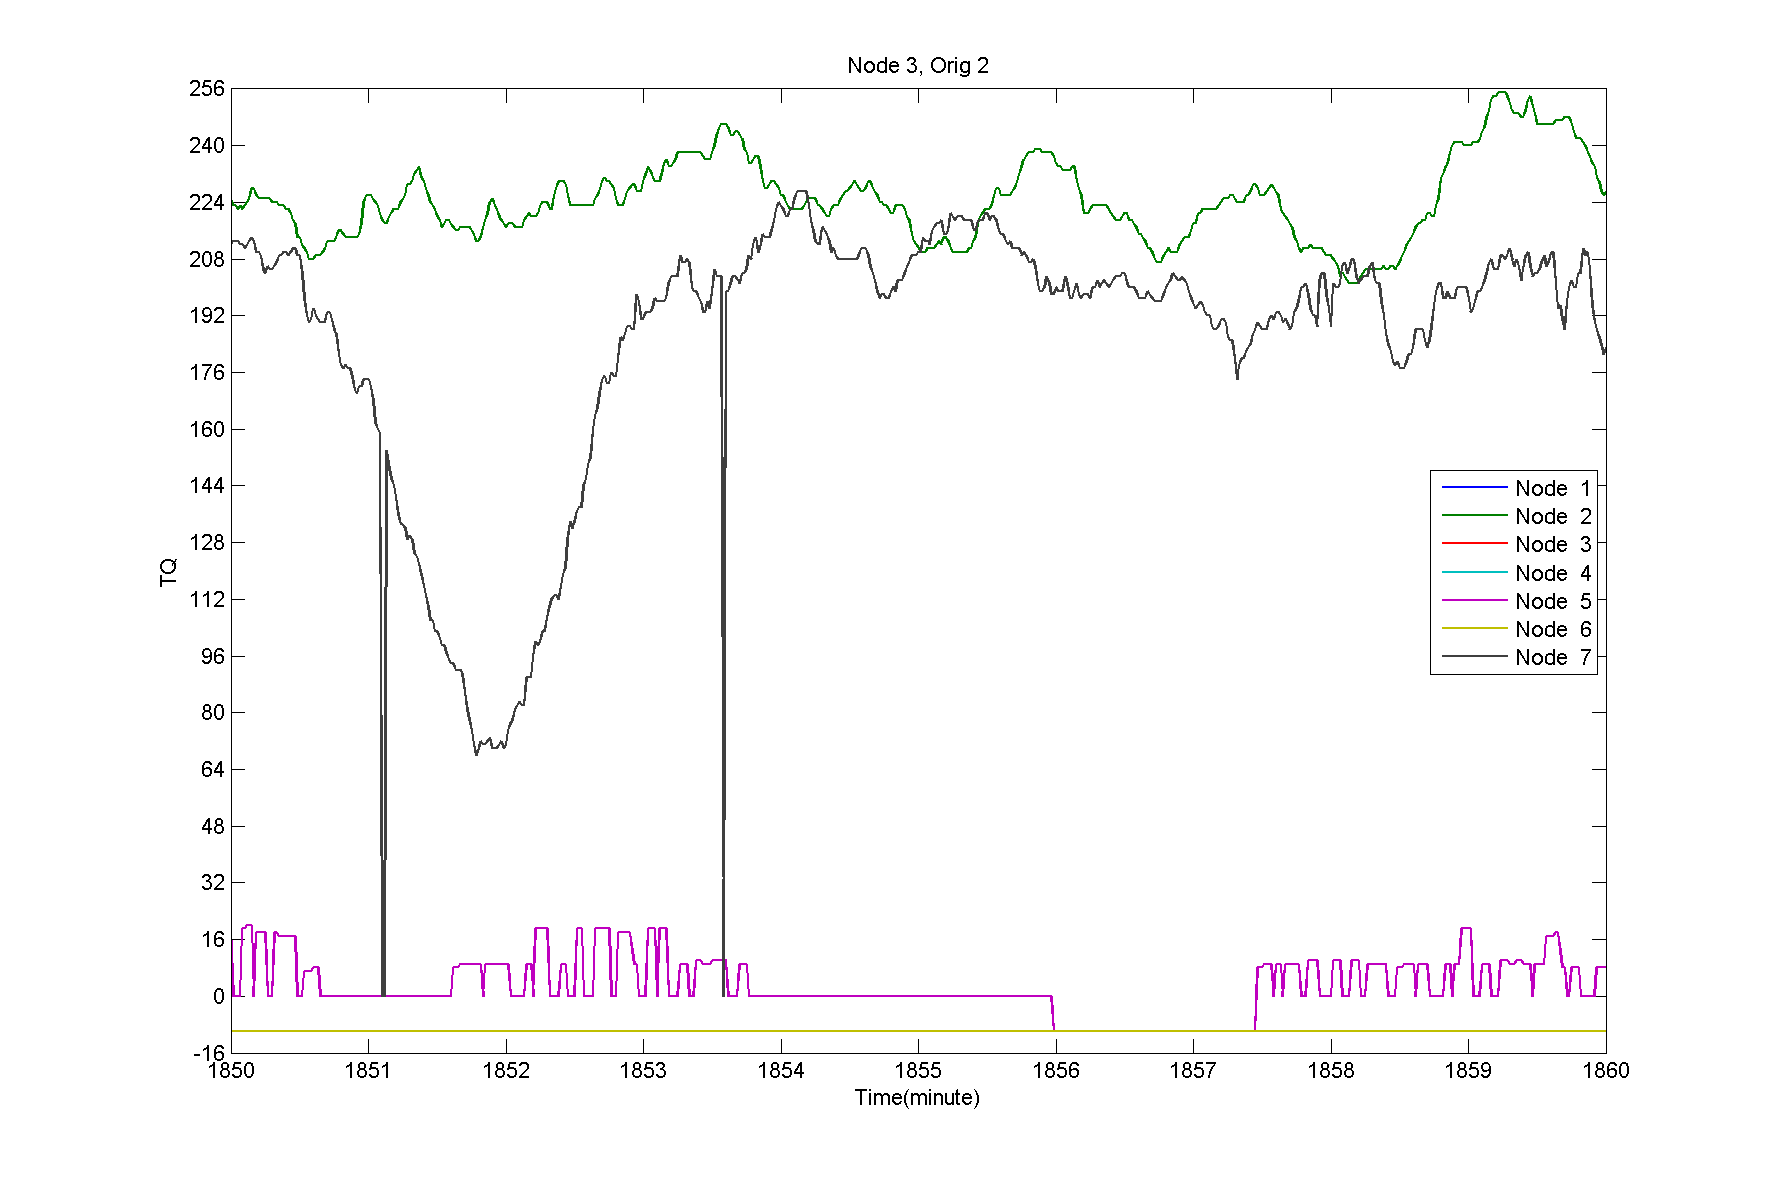 Node 3, Orig 2
256
240
224
208
192
176
160
144
128
112
96
80
64
48
32
16
0
-16
TQ
Node 1
Node 2
Node 3
Node 4
Node 5
Node 6
Node 7
1850 1851 1852 1853 1854 1855 1856 1857 1858 1859 1860
Time(minute)